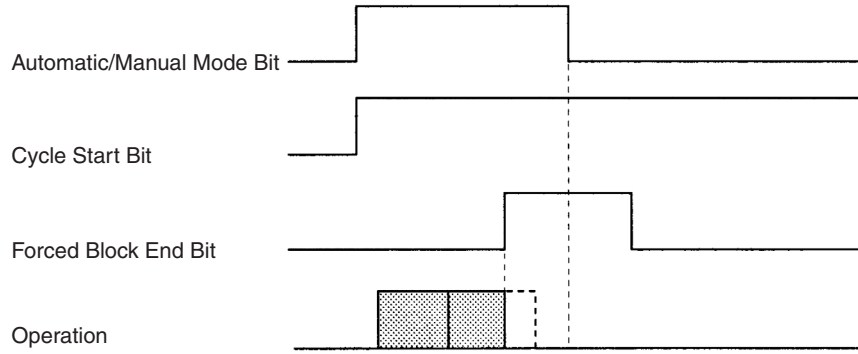 Automatic/Manual Mode Bit
Cycle Start Bit
Forced Block End Bit
Operation